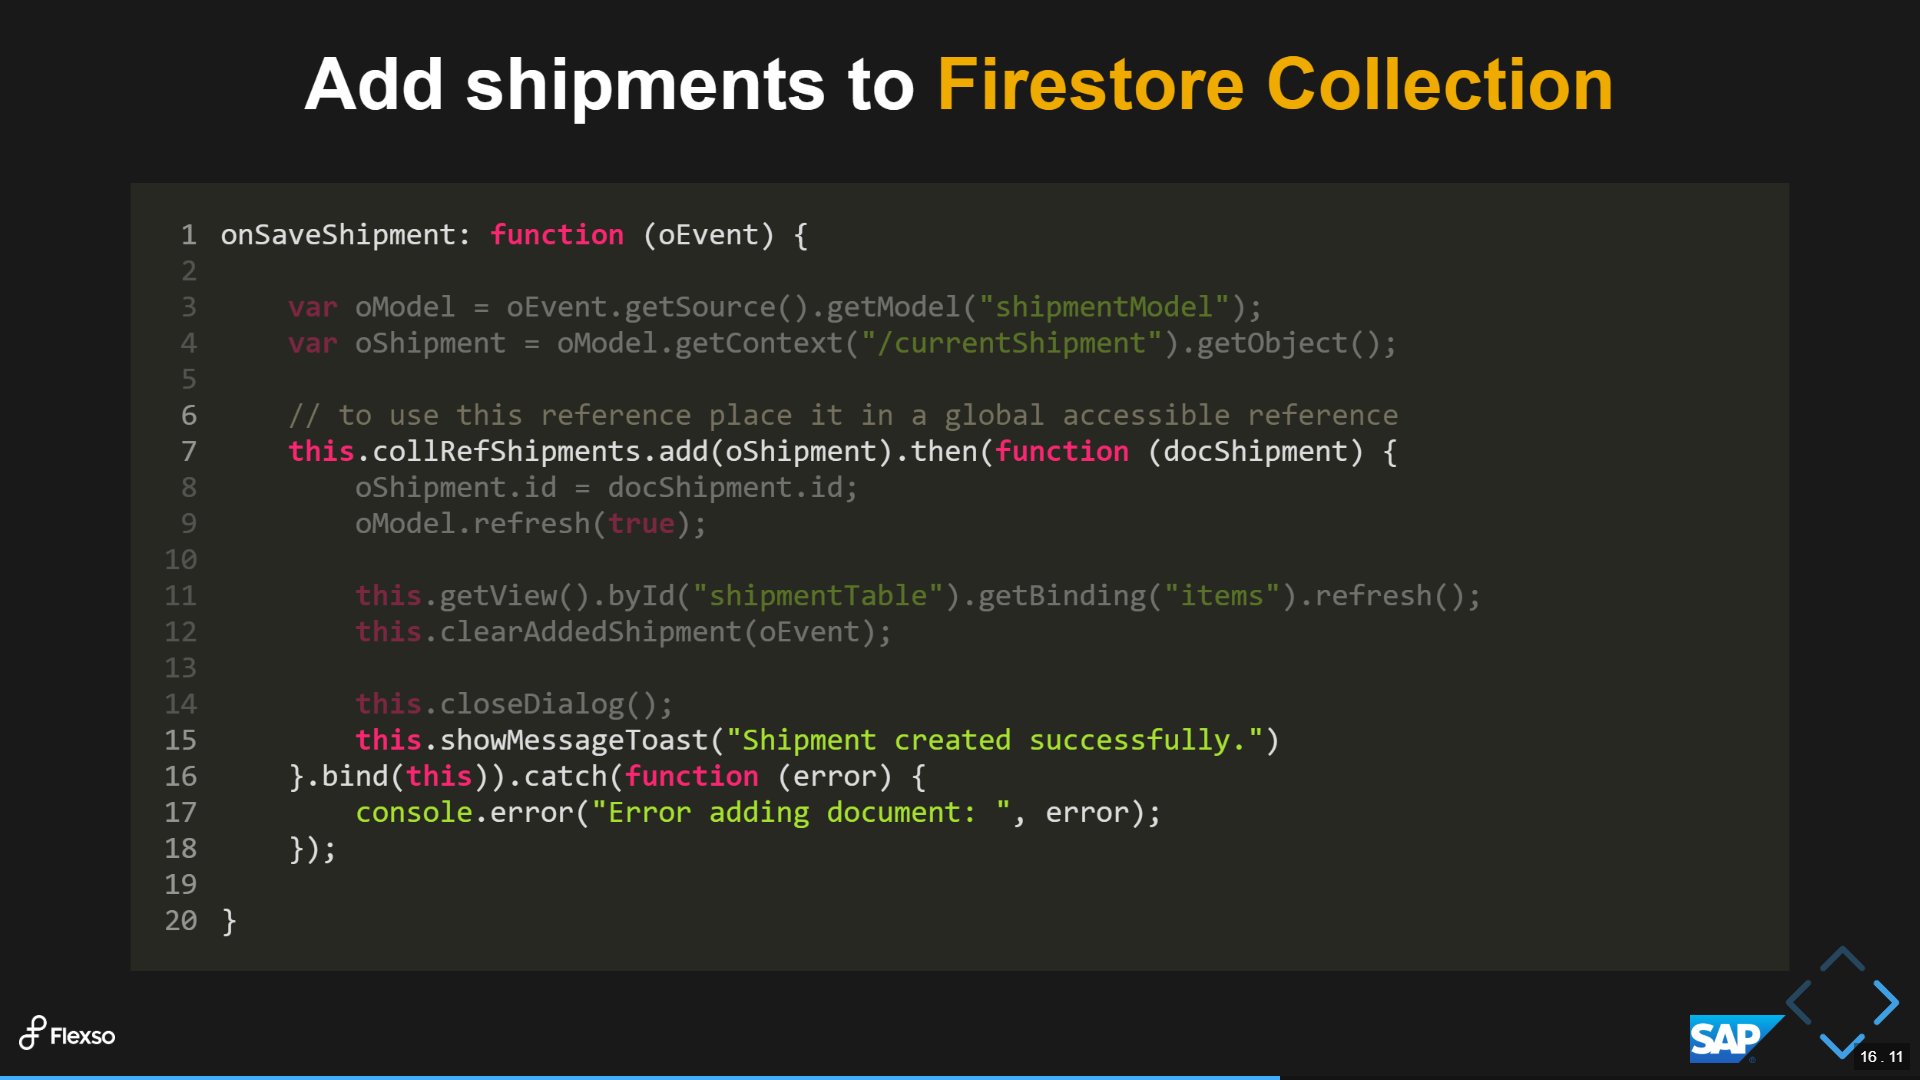 Add shipments to Firestore Collection
1 onSaveShipment: function (oEvent) {
2
3     var oModel = oEvent.getSource().getModel("shipmentModel");
4     var oShipment = oModel.getContext("/currentShipment").getObject();
5
6     // to use this reference place it in a global accessible reference
7     this.collRefShipments.add(oShipment).then(function (docShipment) {
8         oShipment.id = docShipment.id;
9         oModel.refresh(true);
10
11         this.getView().byId("shipmentTable").getBinding("items").refresh();
12         this.clearAddedShipment(oEvent);
13
14         this.closeDialog();
15         this.showMessageToast("Shipment created successfully.")
16     }.bind(this)).catch(function (error) {
17         console.error("Error adding document: ", error);
18     });
19
20 }
Flexso
SAP
16 . 11